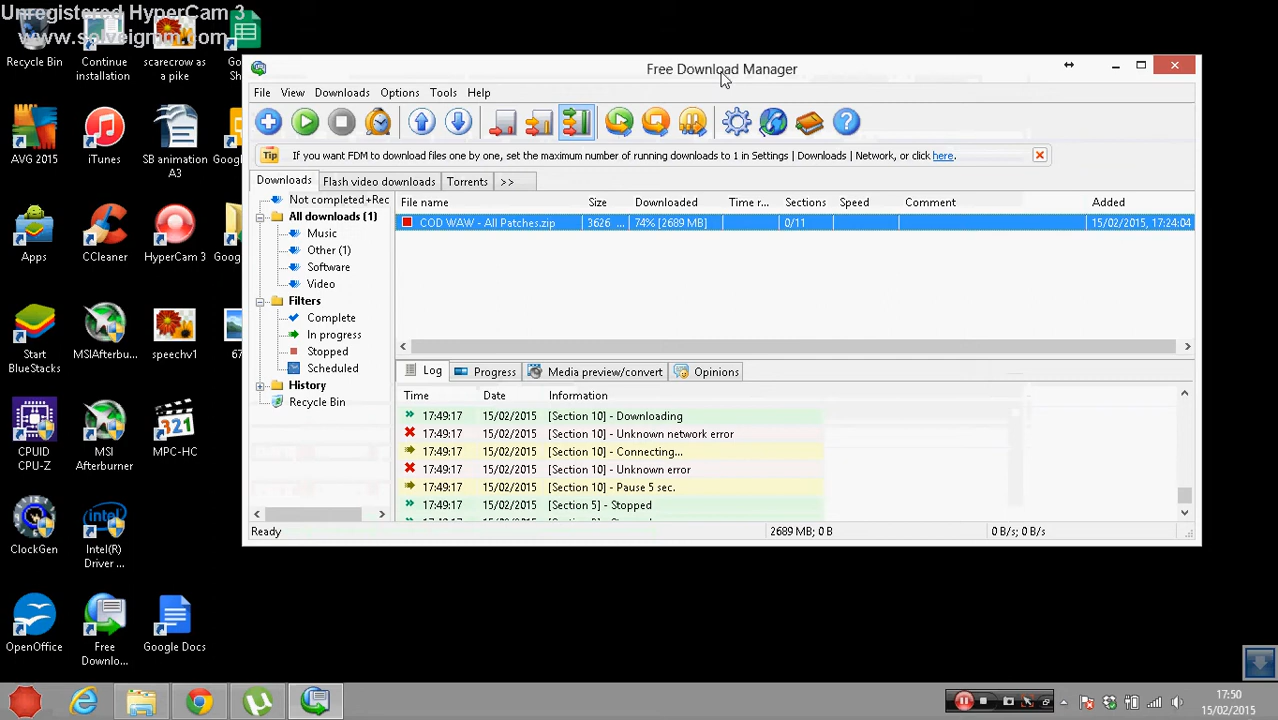 Unregistered HyperCam 3
www.solveigmm.com
Recycle Bin
Continue installation
scarecrow as a pike
AVG 2015
iTunes
SB animation A3
Apps
CCleaner
HyperCam 3
Start BlueStacks
MSIAfterbu...
speechv1
67
CPUID CPU-Z
MSI Afterburner
MPC-HC
ClockGen
Intel(R) Driver ...
OpenOffice
Free Downlo...
Google Docs
Free Download Manager
File View Downloads Options Tools Help
Tip If you want FDM to download files one by one, set the maximum number of running downloads to 1 in Settings | Downloads | Network, or click here.
Downloads Flash video downloads Torrents >>
Not completed+Rec
All downloads (1)
Music
Other (1)
Software
Video
Filters
Complete
In progress
Stopped
Scheduled
History
Recycle Bin
File name Size Downloaded Time r... Sections Speed Comment Added
COD WAW - All Patches.zip 3626 ... 74% [2689 MB] 0/11 15/02/2015, 17:24:04
Log Progress Media preview/convert Opinions
Time Date Information
17:49:17 15/02/2015 [Section 10] - Downloading
17:49:17 15/02/2015 [Section 10] - Unknown network error
17:49:17 15/02/2015 [Section 10] - Connecting...
17:49:17 15/02/2015 [Section 10] - Unknown error
17:49:17 15/02/2015 [Section 10] - Pause 5 sec.
17:49:17 15/02/2015 [Section 5] - Stopped
Ready 2689 MB; 0 B 0 B/s; 0 B/s
17:50
15/02/2015